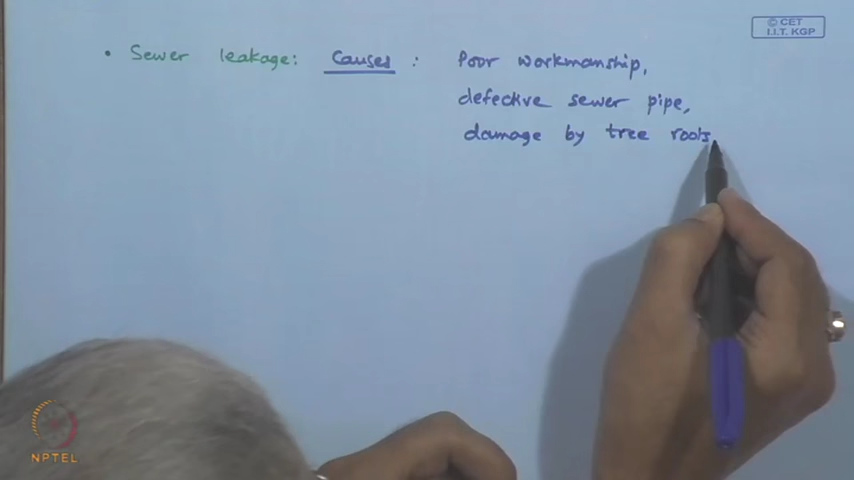 © CET
I.I.T. KGP
• Sewer leakage: Causes : Poor workmanship,
defective sewer pipe,
damage by tree roots
NPTEL